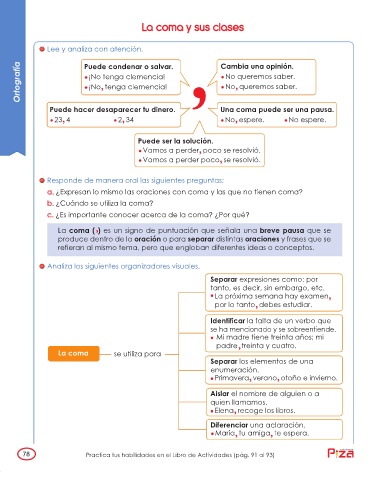 La coma y sus clases
Ortografía
Lee y analiza con atención.
Puede condenar o salvar.
¡No tenga clemencia!
¡No, tenga clemencia!
Cambia una opinión.
No queremos saber.
No, queremos saber.
Puede hacer desaparecer tu dinero.
23,4
2,34
,
Una coma puede ser una pausa.
No, espere.
No espere.
Puede ser la solución.
Vamos a perder, poco se resolvió.
Vamos a perder poco, se resolvió.
Responde de manera oral las siguientes preguntas:
a. ¿Expresan lo mismo las oraciones con coma y las que no tienen coma?
b. ¿Cuándo se utiliza la coma?
c. ¿Es importante conocer acerca de la coma? ¿Por qué?
La coma (,) es un signo de puntuación que señala una breve pausa que se
produce dentro de la oración o para separar distintas oraciones y frases que se
refieran al mismo tema, pero que engloban diferentes ideas o conceptos.
Analiza los siguientes organizadores visuales.
La coma
se utiliza para
Separar expresiones como: por
tanto, es decir, sin embargo, etc.
La próxima semana hay examen,
por lo tanto, debes estudiar.
Identificar la falta de un verbo que
se ha mencionado y se sobreentiende.
Mi madre tiene treinta años; mi
padre, treinta y cuatro.
Separar los elementos de una
enumeración.
Primavera, verano, otoño e invierno.
Aislar el nombre de alguien o a
quien llamamos.
Elena, recoge los libros.
Diferenciar una aclaración.
María, tu amiga, te espera.
78
Practica tus habilidades en el Libro de Actividades (pág. 91 al 93)